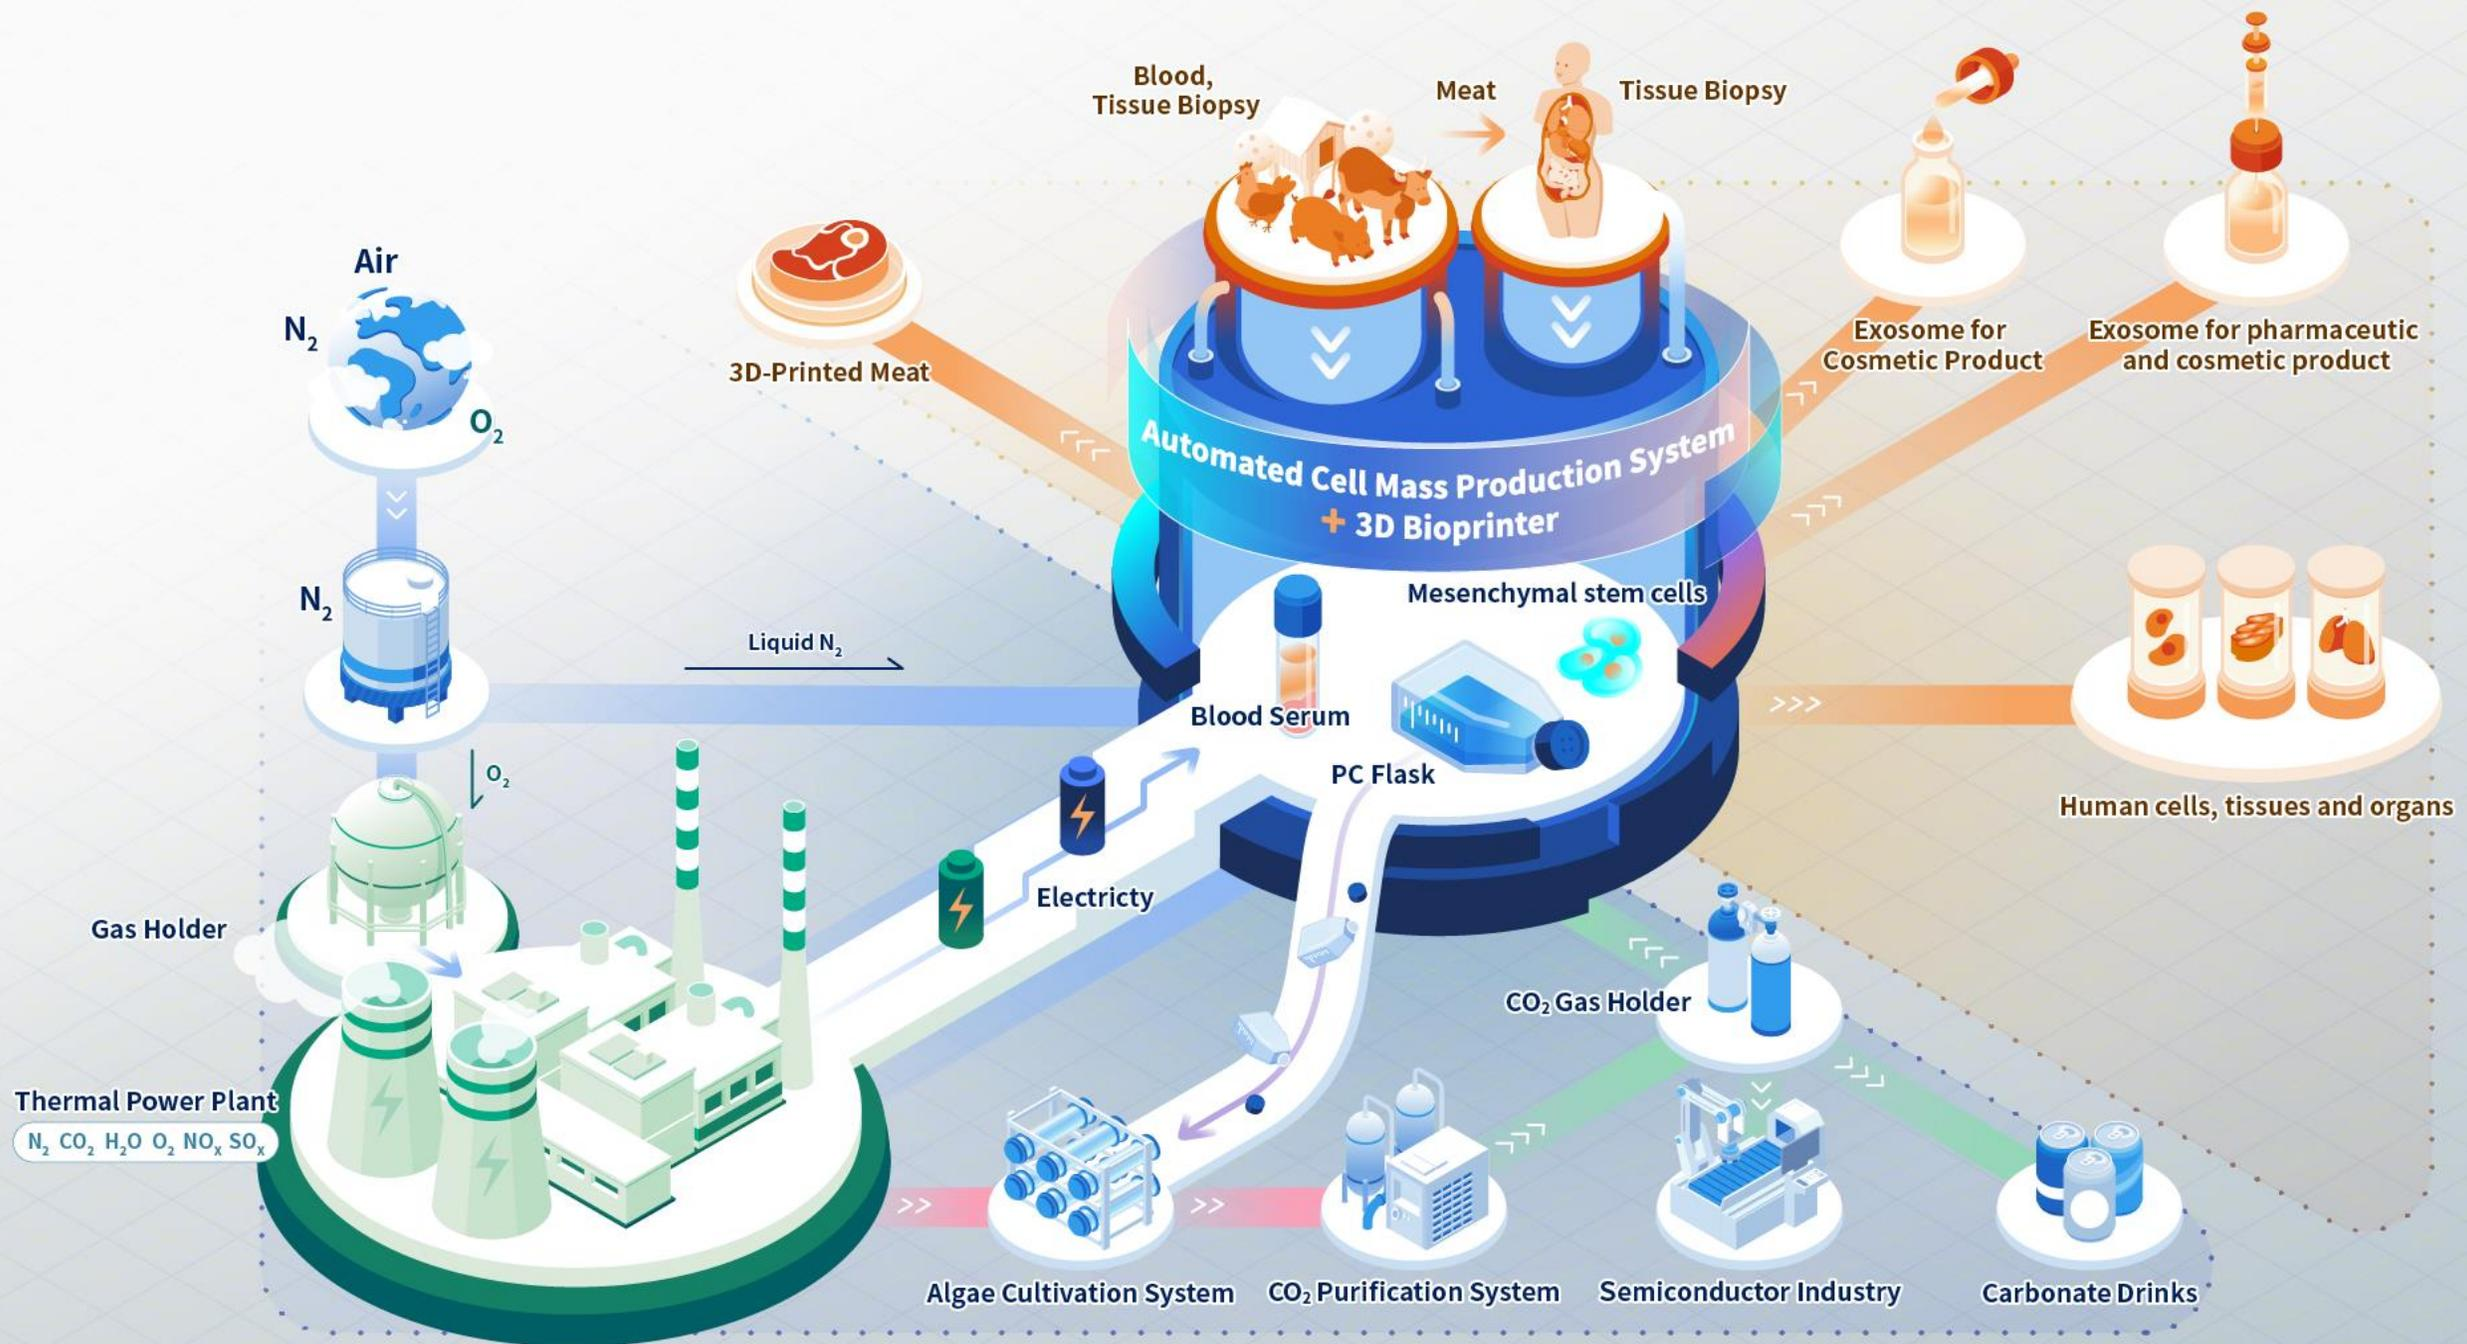 Blood,
Tissue Biopsy
Meat
Tissue Biopsy
Air
N₂
O₂
3D-Printed Meat
Exosome for
Cosmetic Product
Exosome for pharmaceutic
and cosmetic product
Automated Cell Mass Production System
+ 3D Bioprinter
N₂
Liquid N₂
Mesenchymal stem cells
Blood Serum
PC Flask
O₂
Human cells, tissues and organs
Electricty
Gas Holder
CO₂ Gas Holder
Thermal Power Plant
N₂ CO₂ H₂O O₂ NOₓ SOₓ
Algae Cultivation System
CO₂ Purification System
Semiconductor Industry
Carbonate Drinks